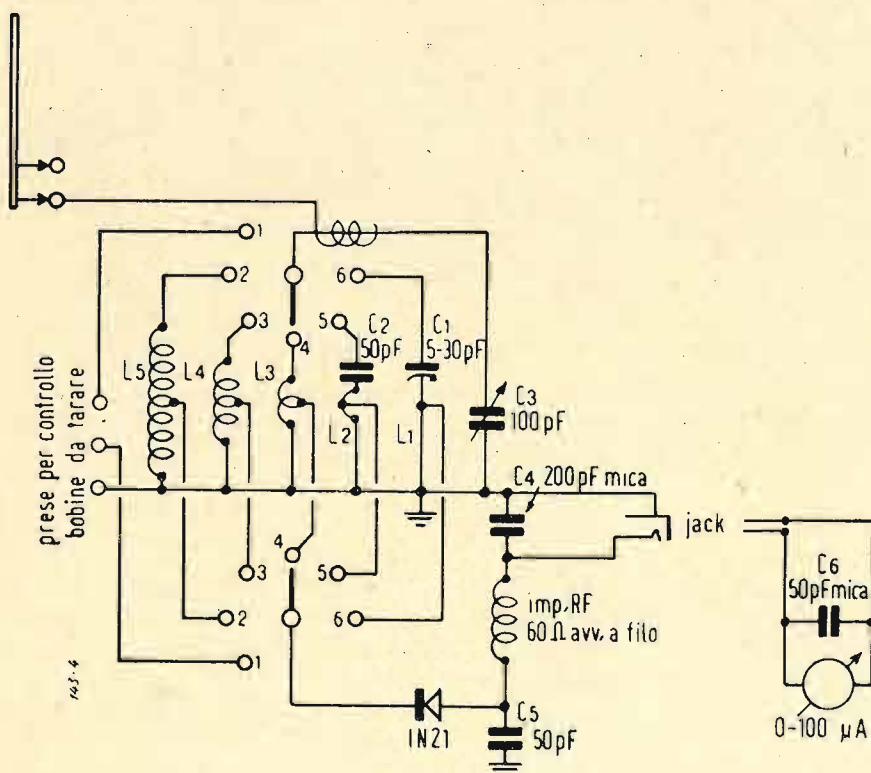 1
2
6
3
5
C2
50pF
C1
5-30pF
4
L5
L4
L3
C3
100pF
L2
L1
prese per controllo
bobine da tarare
C4 200pF mica
jack
4
3
5
C6
50pF mica
imp.RF
60Ω avv. a filo
2
6
1
143-4
1N21
C5
50pF
0-100 µA